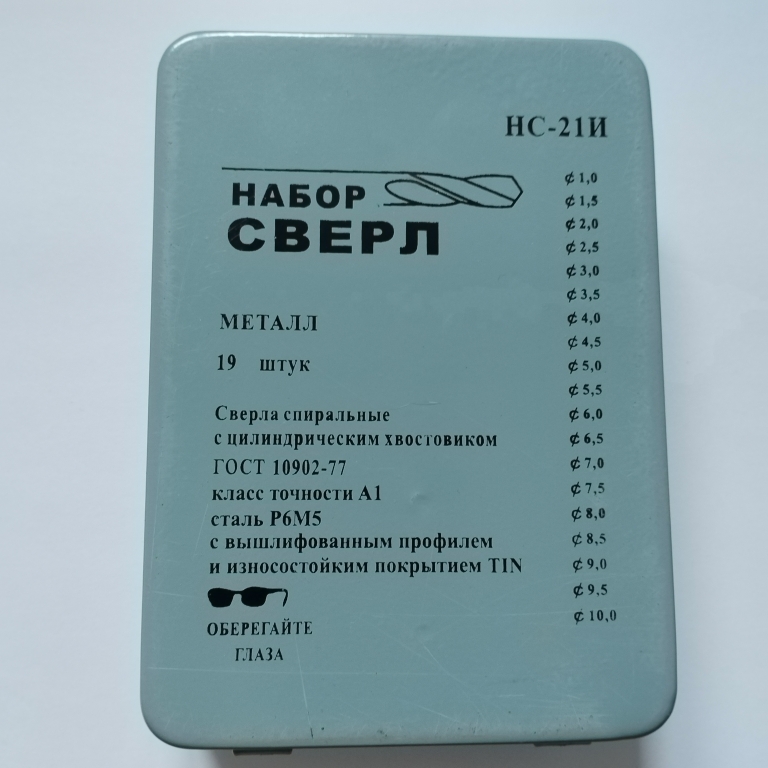 НС-21И
НАБОР
СВЕРЛ
МЕТАЛЛ
19 штук
Сверла спиральные
с цилиндрическим хвостовиком
ГОСТ 10902-77
класс точности А1
сталь Р6М5
с вышлифованным профилем
и износостойким покрытием TIN
ОБЕРЕГАЙТЕ
ГЛАЗА
¢ 1,0
¢ 1,5
¢ 2,0
¢ 2,5
¢ 3,0
¢ 3,5
¢ 4,0
¢ 4,5
¢ 5,0
¢ 5,5
¢ 6,0
¢ 6,5
¢ 7,0
¢ 7,5
¢ 8,0
¢ 8,5
¢ 9,0
¢ 9,5
¢ 10,0